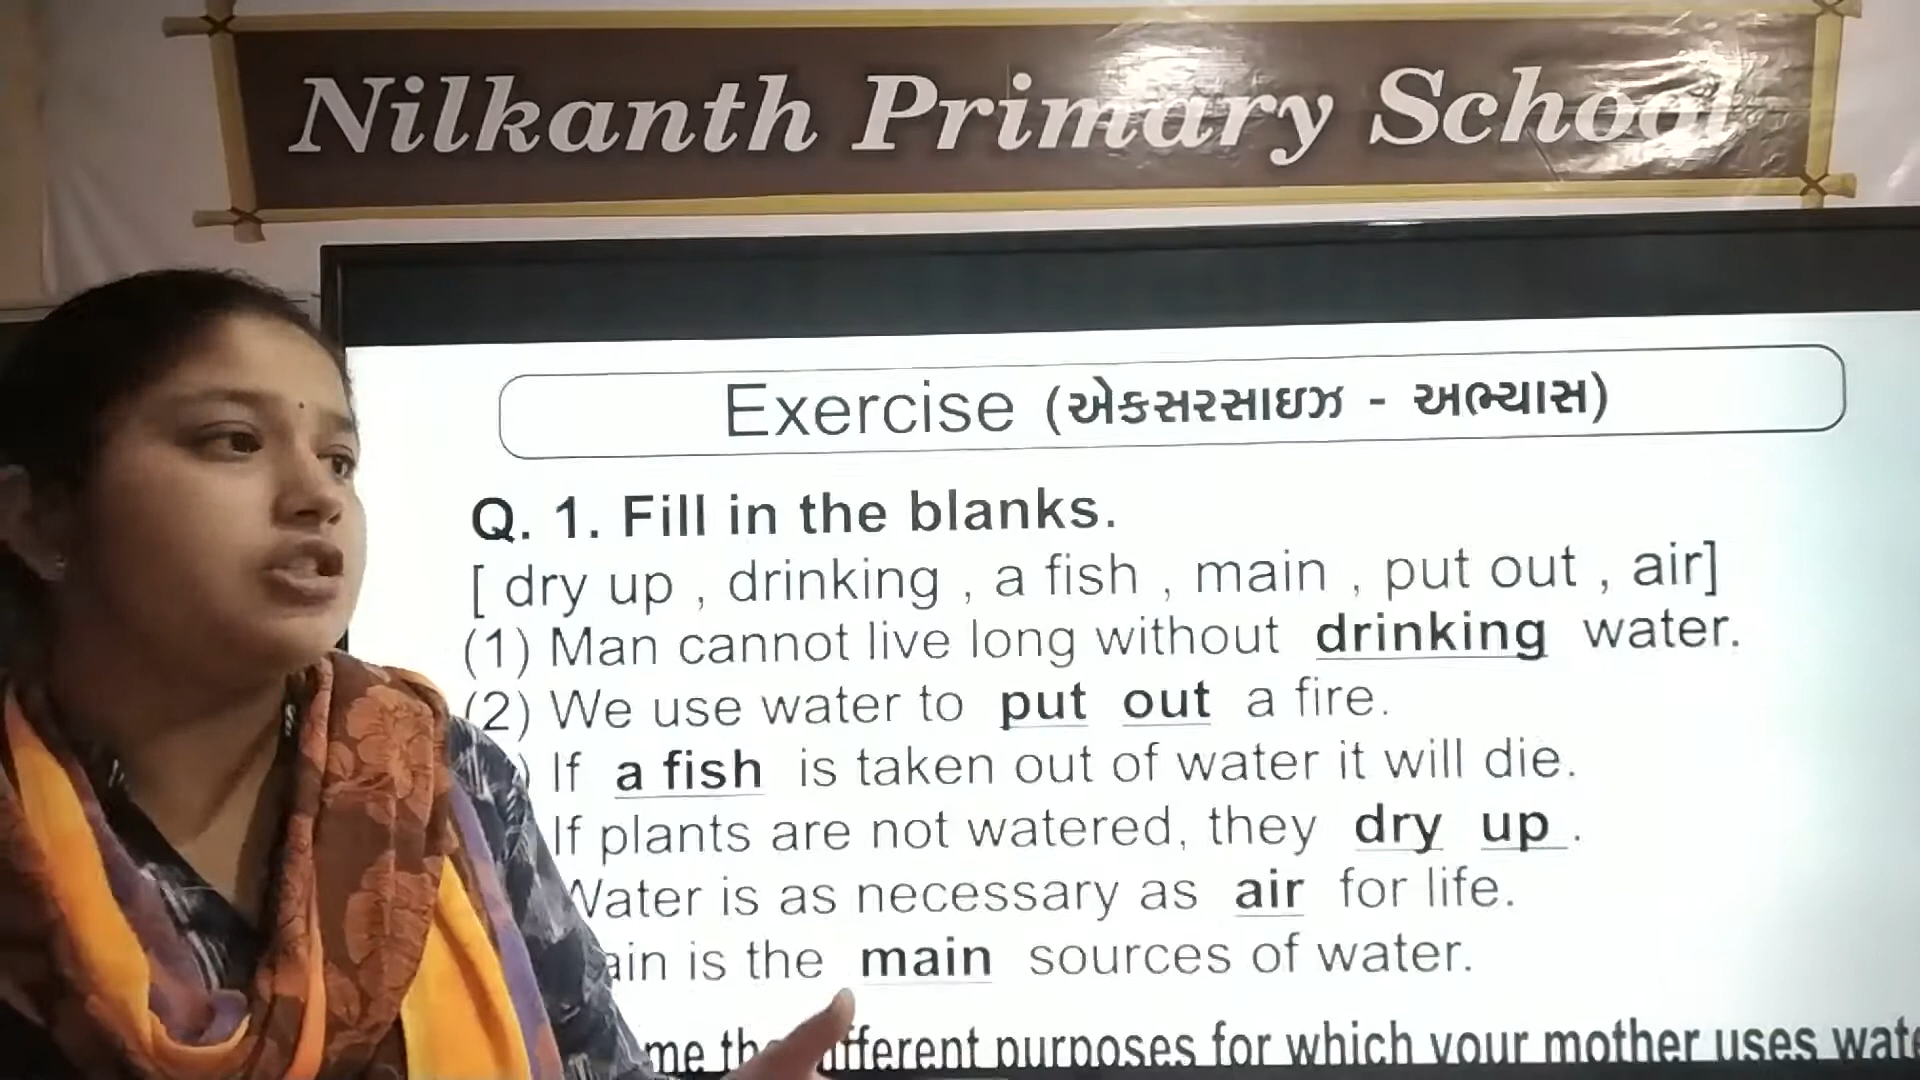 Nilkanth Primary School
Exercise (એકસરસાઇઝ - અભ્યાસ)
Q. 1. Fill in the blanks.
[ dry up , drinking , a fish , main , put out , air]
(1) Man cannot live long without drinking water.
(2) We use water to put out a fire.
) If a fish is taken out of water it will die.
If plants are not watered, they dry up .
Water is as necessary as air for life.
ain is the main sources of water.
different purposes for which your mother uses